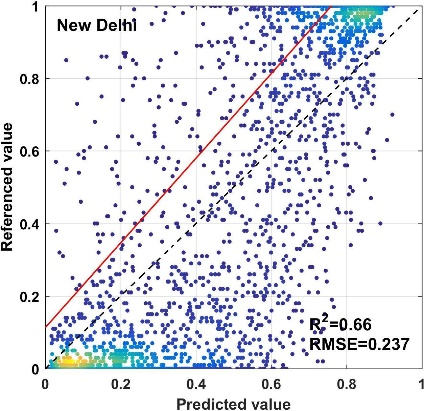 New Delhi
1
0.8
0.6
0.4
0.2
0
Referenced value
R²=0.66
RMSE=0.237
0
0.2
0.4
0.6
0.8
1
Predicted value